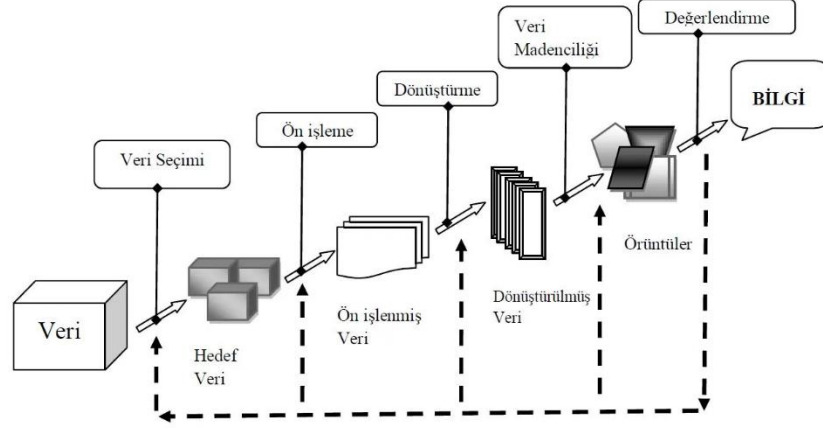 Değerlendirme
Veri
Madenciliği
Dönüştürme
Ön işleme
Veri Seçimi
BİLGİ
Veri
Hedef
Veri
Ön işlenmiş
Veri
Dönüştürülmüş
Veri
Örüntüler